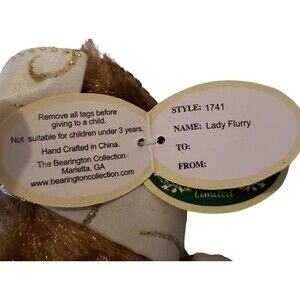 Remove all tags before
giving to a child.
Not suitable for children under 3 years.
Hand Crafted in China.
The Bearington Collection
Marietta, GA
www.bearingtoncollection.com
STYLE: 1741
NAME: Lady Flurry
TO:
FROM:
Limited